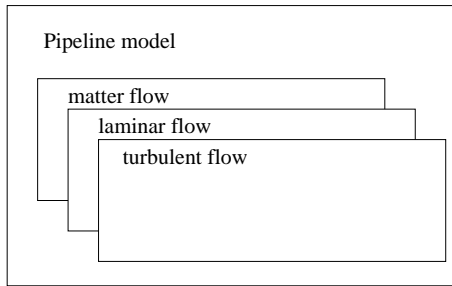 Pipeline model
matter flow
laminar flow
turbulent flow